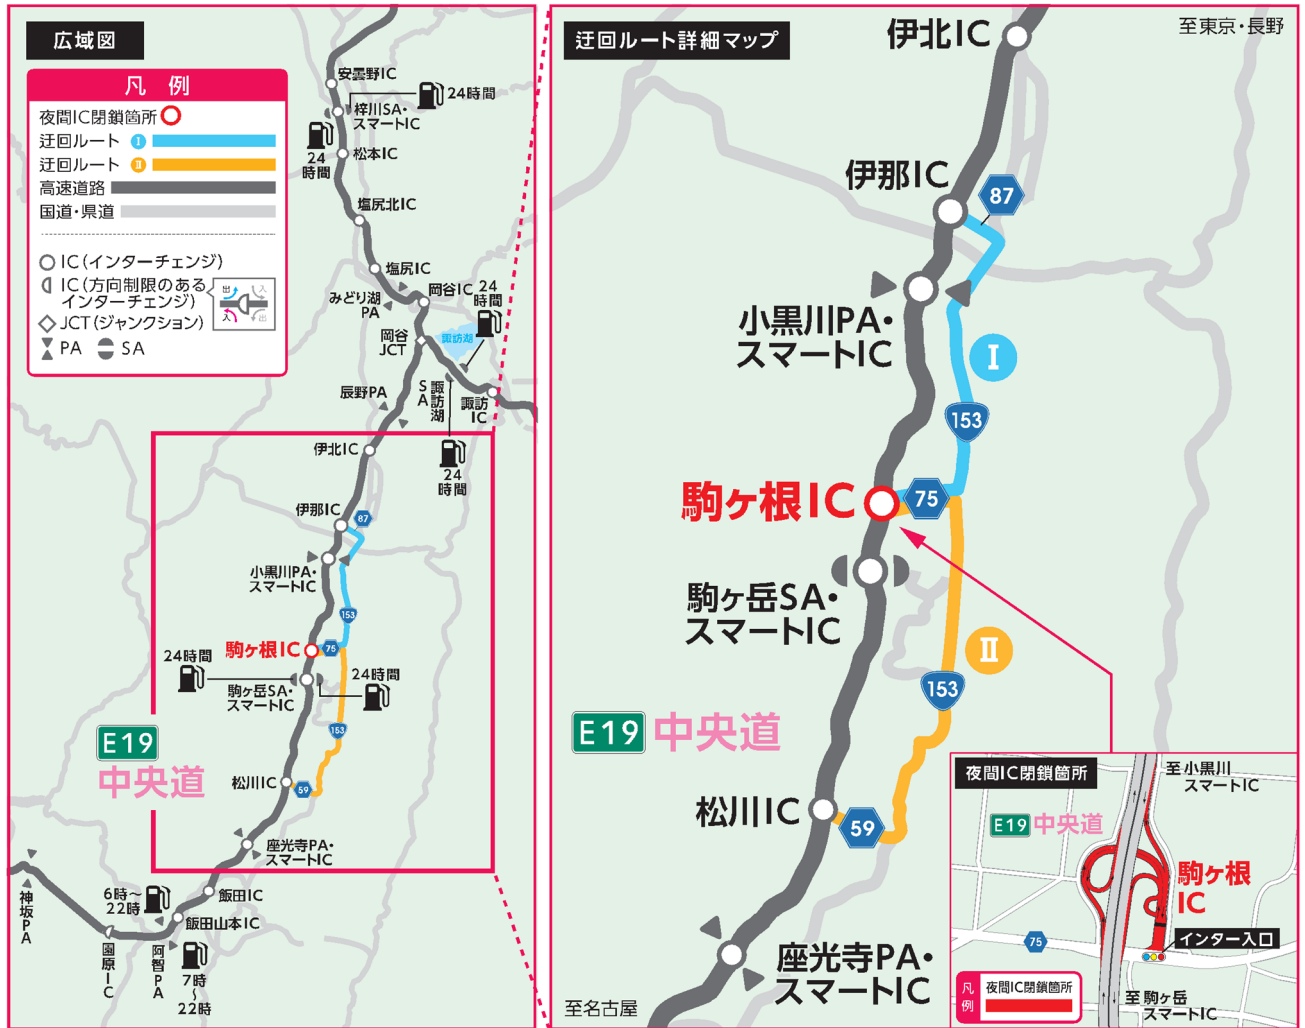 広域図
凡例
夜間IC閉鎖箇所
迂回ルート I
迂回ルート II
高速道路
国道・県道
IC(インターチェンジ)
IC(方向制限のある
インターチェンジ)
出
入
入
出
JCT(ジャンクション)
PA
SA
安曇野IC
24時間
梓川SA・
スマートIC
24
時間
松本IC
塩尻北IC
塩尻IC
みどり湖
PA
岡谷IC
24
時間
諏訪湖
岡谷
JCT
諏訪湖
SA
諏訪
IC
辰野PA
24
時間
伊北IC
伊那IC
87
小黒川PA・
スマートIC
153
駒ヶ根IC
75
24時間
24時間
駒ヶ岳SA・
スマートIC
153
E19
中央道
松川IC
59
座光寺PA・
スマートIC
神坂PA
6時〜
22時
飯田IC
飯田山本IC
園原IC
阿智PA
7時
〜
22時
迂回ルート詳細マップ
至東京・長野
伊北IC
伊那IC
87
小黒川PA・
スマートIC
I
153
駒ヶ根IC
75
駒ヶ岳SA・
スマートIC
II
153
E19 中央道
松川IC
59
座光寺PA・
スマートIC
至名古屋
夜間IC閉鎖箇所
至小黒川
スマートIC
E19 中央道
駒ヶ根
IC
75
インター入口
凡例
夜間IC閉鎖箇所
至駒ヶ岳
スマートIC